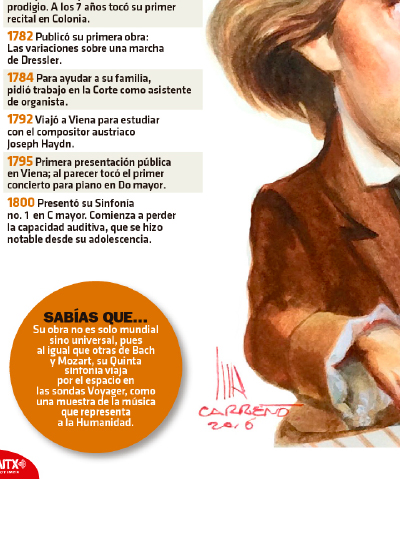 prodigio. A los 7 años tocó su primer
recital en Colonia.
1782 Publicó su primera obra:
Las variaciones sobre una marcha
de Dressler.
1784 Para ayudar a su familia,
pidió trabajo en la Corte como asistente
de organista.
1792 Viajó a Viena para estudiar
con el compositor austriaco
Joseph Haydn.
1795 Primera presentación pública
en Viena; al parecer tocó el primer
concierto para piano en Do mayor.
1800 Presentó su Sinfonía
no. 1 en C mayor. Comienza a perder
la capacidad auditiva, que se hizo
notable desde su adolescencia.
SABÍAS QUE...
Su obra no es solo mundial
sino universal, pues
al igual que otras de Bach
y Mozart, su Quinta
sinfonía viaja
por el espacio en
las sondas Voyager, como
una muestra de la música
que representa
a la Humanidad.
CARREÑO
2016
NTX